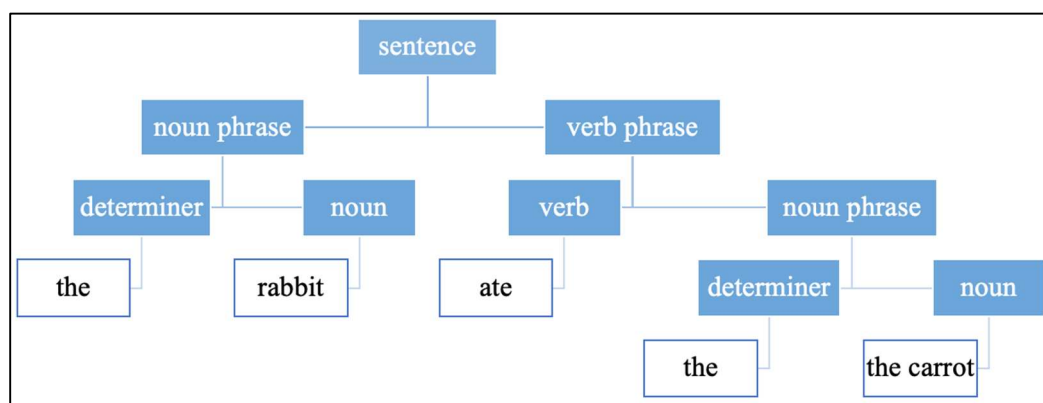 sentence
noun phrase verb phrase
determiner noun verb noun phrase
the rabbit ate determiner noun
the the carrot